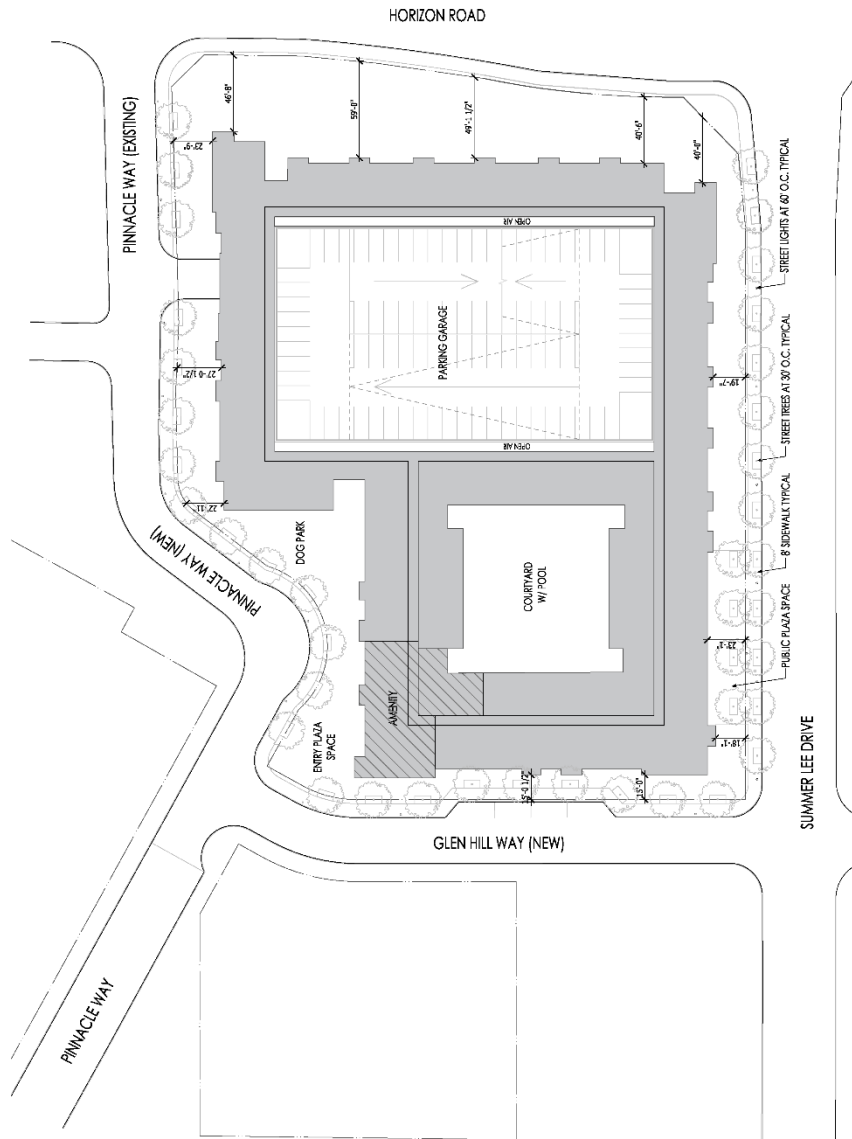 HORIZON ROAD
PINNACLE WAY (EXISTING)
46'-8"
59'-0"
49'-1 1/2"
40'-6"
40'-0"
23'-9"
OPEN AIR
PARKING GARAGE
OPEN AIR
27'-0 1/2"
19'-7"
22'-11
STREET LIGHTS AT 60' O.C. TYPICAL
STREET TREES AT 30' O.C. TYPICAL
8' SIDEWALK TYPICAL
PUBLIC PLAZA SPACE
PINNACLE WAY (NEW)
DOG PARK
COURTYARD
W/ POOL
AMENITY
ENTRY PLAZA
SPACE
23'-1"
18'-1"
15'-0 1/2"
15'-0"
GLEN HILL WAY (NEW)
SUMMER LEE DRIVE
PINNACLE WAY